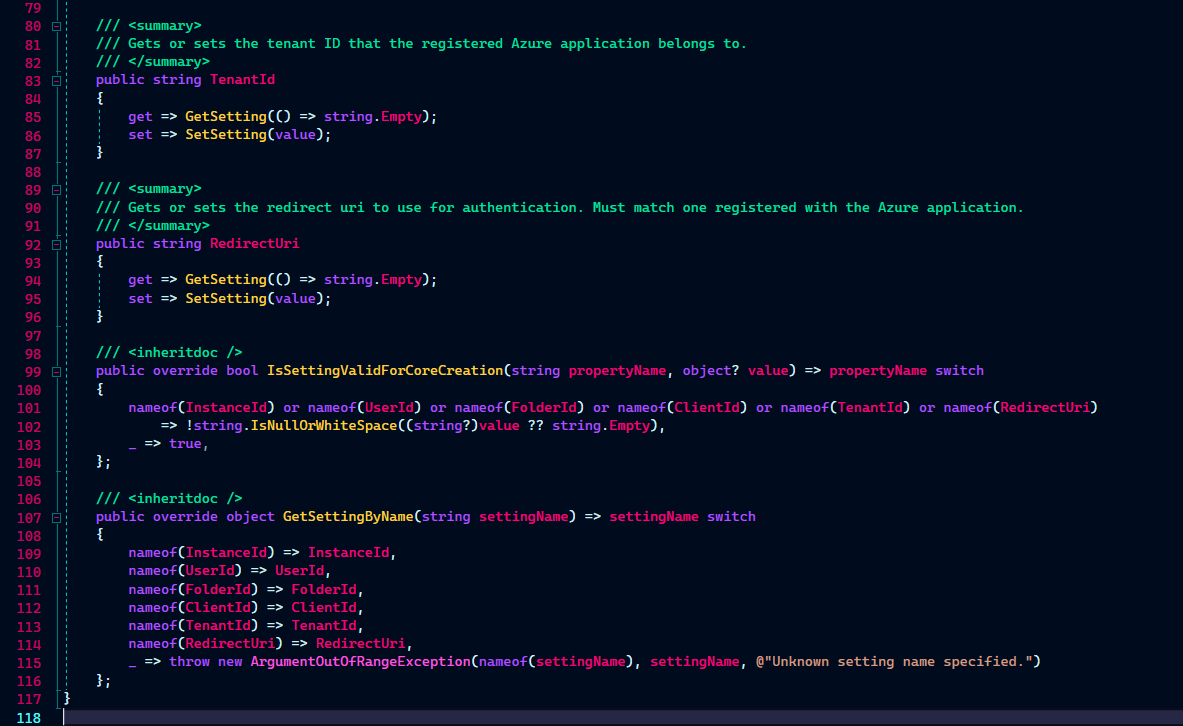 79
80 /// <summary>
81 /// Gets or sets the tenant ID that the registered Azure application belongs to.
82 /// </summary>
83 public string TenantId
84 {
85 get => GetSetting(() => string.Empty);
86 set => SetSetting(value);
87 }
88
89 /// <summary>
90 /// Gets or sets the redirect uri to use for authentication. Must match one registered with the Azure application.
91 /// </summary>
92 public string RedirectUri
93 {
94 get => GetSetting(() => string.Empty);
95 set => SetSetting(value);
96 }
97
98 /// <inheritdoc />
99 public override bool IsSettingValidForCoreCreation(string propertyName, object? value) => propertyName switch
100 {
101 nameof(InstanceId) or nameof(UserId) or nameof(FolderId) or nameof(ClientId) or nameof(TenantId) or nameof(RedirectUri)
102 => !string.IsNullOrWhiteSpace((string?)value ?? string.Empty),
103 _ => true,
104 };
105
106 /// <inheritdoc />
107 public override object GetSettingByName(string settingName) => settingName switch
108 {
109 nameof(InstanceId) => InstanceId,
110 nameof(UserId) => UserId,
111 nameof(FolderId) => FolderId,
112 nameof(ClientId) => ClientId,
113 nameof(TenantId) => TenantId,
114 nameof(RedirectUri) => RedirectUri,
115 _ => throw new ArgumentOutOfRangeException(nameof(settingName), settingName, @"Unknown setting name specified.")
116 };
117 }
118